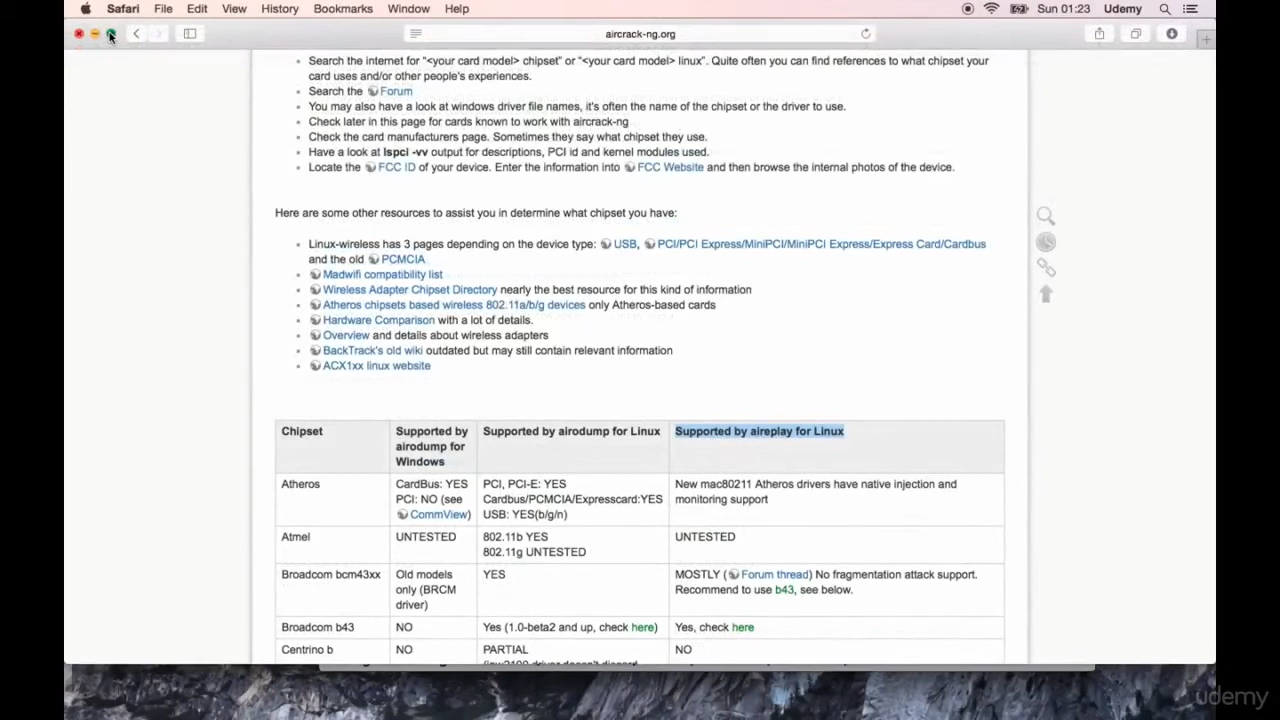 Safari File Edit View History Bookmarks Window Help Sun 01:23 Udemy
aircrack-ng.org
Search the internet for "<your card model> chipset" or "<your card model> linux". Quite often you can find references to what chipset your
card uses and/or other people's experiences.
Search the Forum
You may also have a look at windows driver file names, it's often the name of the chipset or the driver to use.
Check later in this page for cards known to work with aircrack-ng
Check the card manufacturers page. Sometimes they say what chipset they use.
Have a look at lspci -vv output for descriptions, PCI id and kernel modules used.
Locate the FCC ID of your device. Enter the information into FCC Website and then browse the internal photos of the device.
Here are some other resources to assist you in determine what chipset you have:
Linux-wireless has 3 pages depending on the device type: USB, PCI/PCI Express/MiniPCI/MiniPCI Express/Express Card/Cardbus
and the old PCMCIA
Madwifi compatibility list
Wireless Adapter Chipset Directory nearly the best resource for this kind of information
Atheros chipsets based wireless 802.11a/b/g devices only Atheros-based cards
Hardware Comparison with a lot of details.
Overview and details about wireless adapters
BackTrack's old wiki outdated but may still contain relevant information
ACX1xx linux website
Chipset
Supported by
airodump for
Windows
Supported by airodump for Linux
Supported by aireplay for Linux
Atheros
CardBus: YES
PCI: NO (see
CommView)
PCI, PCI-E: YES
Cardbus/PCMCIA/Expresscard:YES
USB: YES(b/g/n)
New mac80211 Atheros drivers have native injection and
monitoring support
Atmel
UNTESTED
802.11b YES
802.11g UNTESTED
UNTESTED
Broadcom bcm43xx
Old models
only (BRCM
driver)
YES
MOSTLY (Forum thread) No fragmentation attack support.
Recommend to use b43, see below.
Broadcom b43
NO
Yes (1.0-beta2 and up, check here)
Yes, check here
Centrino b
NO
PARTIAL
NO
udemy